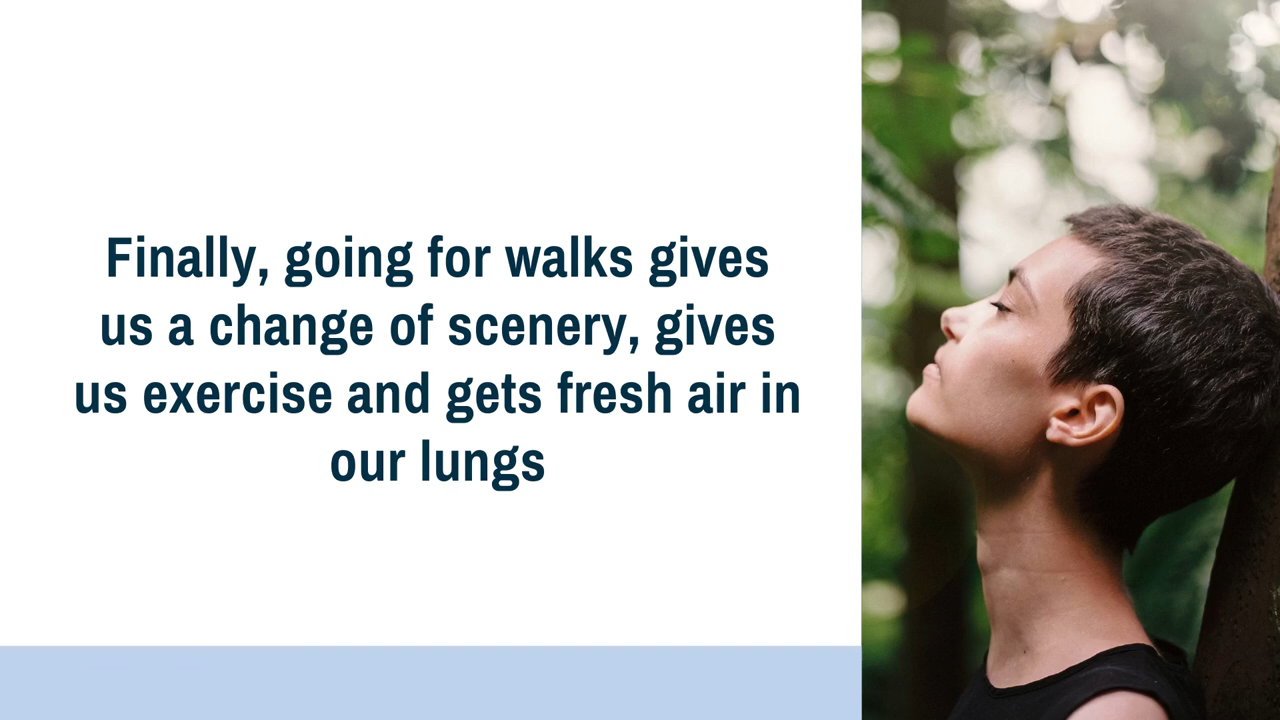 Finally, going for walks gives
us a change of scenery, gives
us exercise and gets fresh air in
our lungs